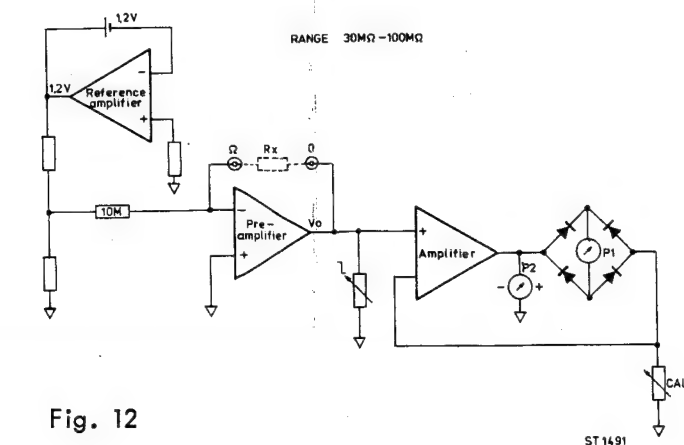 1,2V
RANGE 30MΩ-100MΩ
1,2V
-
Reference
amplifier
+
Ω
Rx
0
10M
-
Pre-
amplifier
Vo
+
+
Amplifier
P2
P1
- +
CAL
Fig. 12
ST 1491